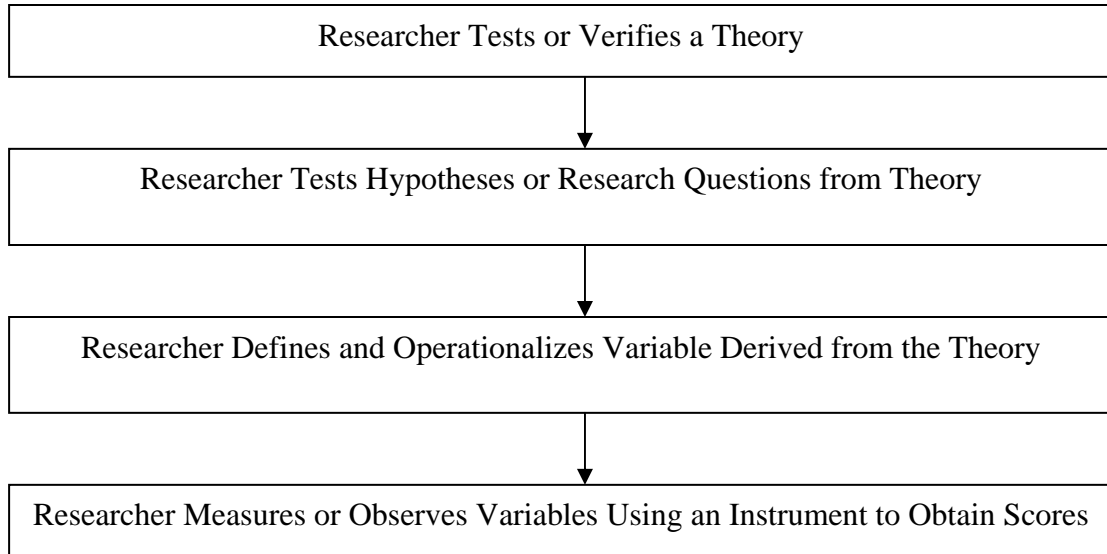 Researcher Tests or Verifies a Theory
Researcher Tests Hypotheses or Research Questions from Theory
Researcher Defines and Operationalizes Variable Derived from the Theory
Researcher Measures or Observes Variables Using an Instrument to Obtain Scores